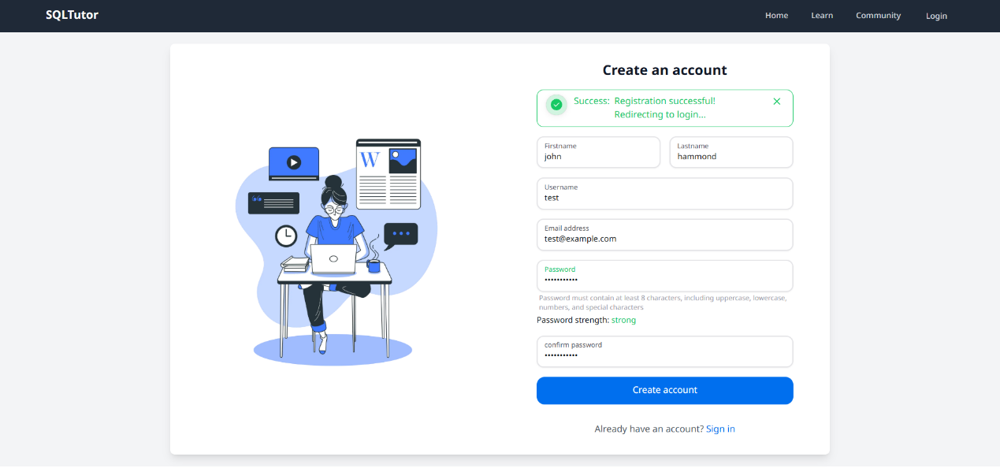 SQLTutor
Home Learn Community Login
Create an account
Success: Registration successful!
Redirecting to login...
Firstname
john
Lastname
hammond
Username
test
Email address
test@example.com
Password
•••••••••••
Password must contain at least 8 characters, including uppercase, lowercase,
numbers, and special characters
Password strength: strong
confirm password
•••••••••••
Create account
Already have an account? Sign in
W